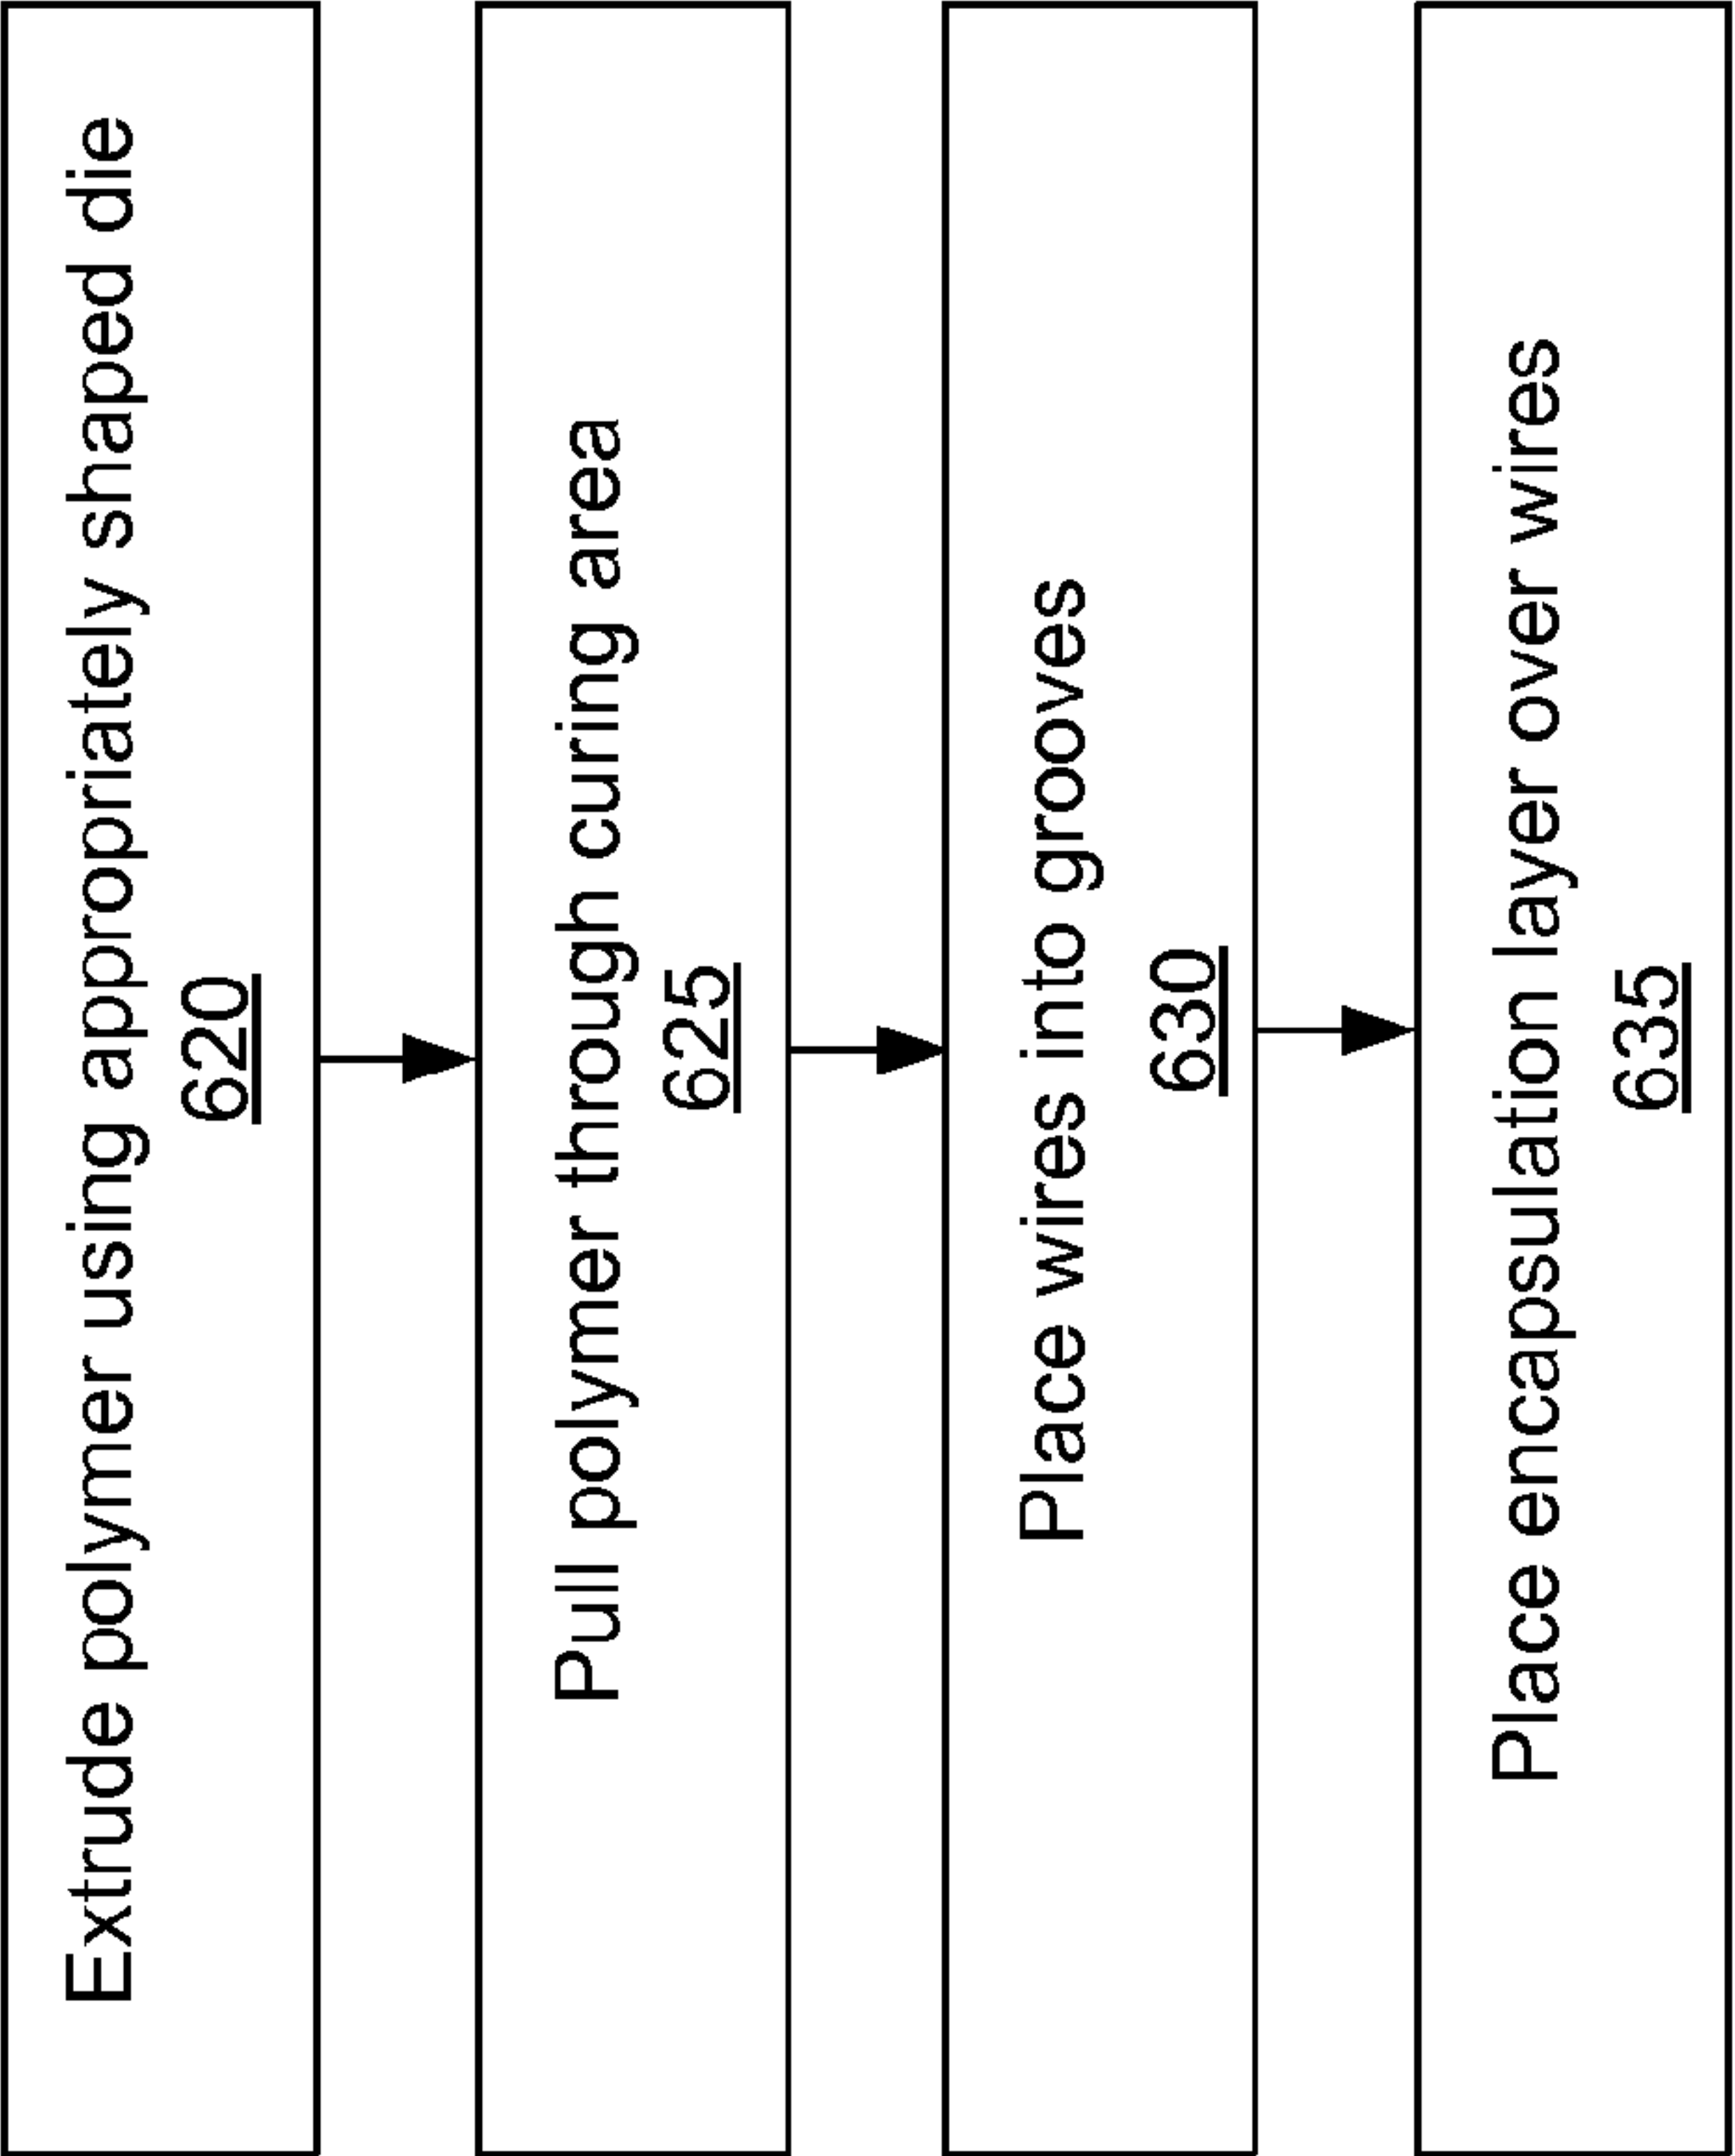 Extrude polymer using appropriately shaped die
620
Pull polymer through curing area
625
Place wires into grooves
630
Place encapsulation layer over wires
635